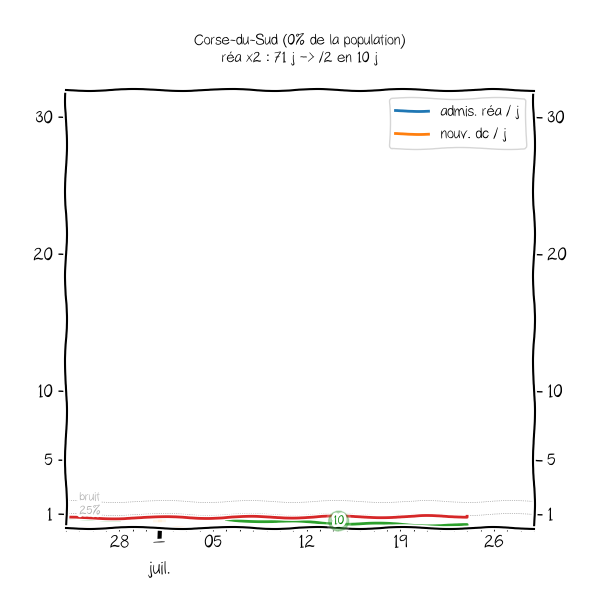 Corse-du-Sud (0% de la population)
réa x2 : 71 j -> /2 en 10 j
admis. réa / j
nouv. dc / j
30
30
20
20
10
10
5
5
bruit
25%
1
1
10
28
05
12
19
26
juil.